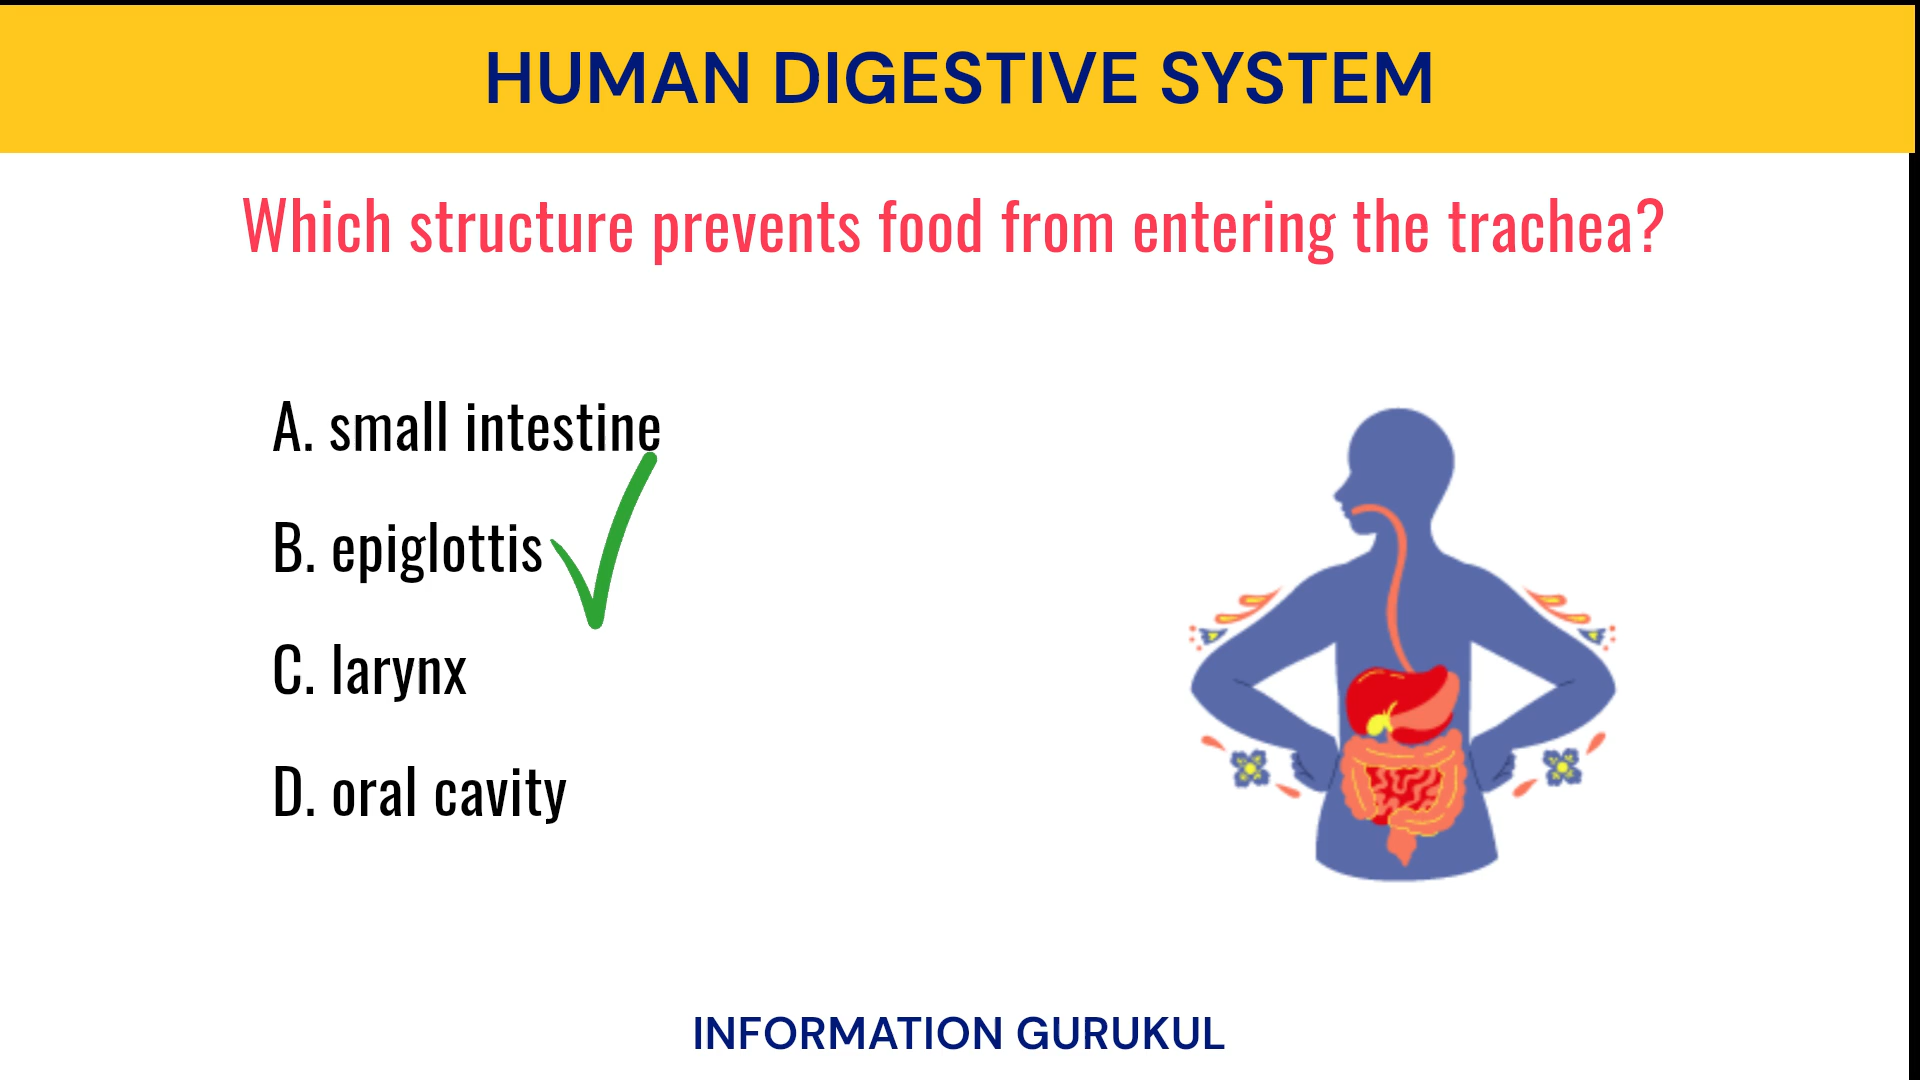 HUMAN DIGESTIVE SYSTEM
Which structure prevents food from entering the trachea?
A. small intestine
B. epiglottis
C. larynx
D. oral cavity
INFORMATION GURUKUL